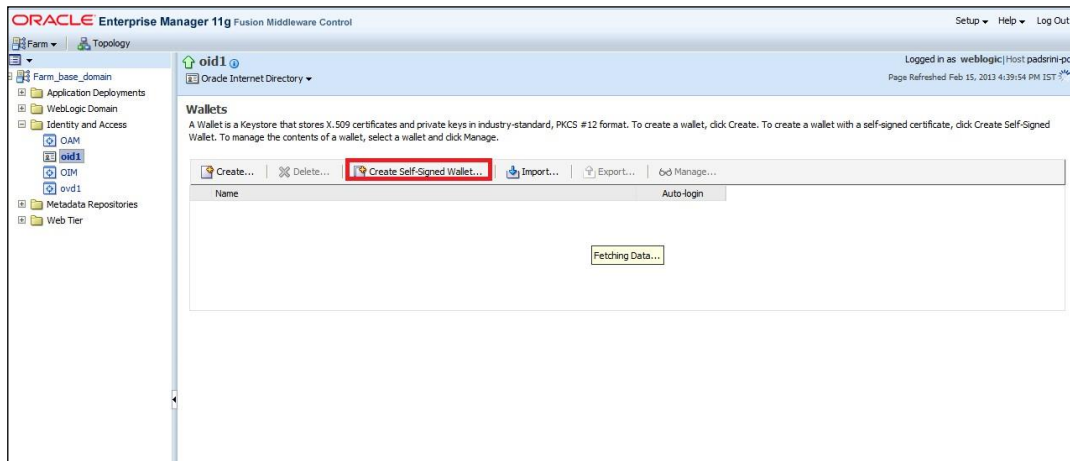 ORACLE Enterprise Manager 11g Fusion Middleware Control
Setup Help Log Out
Farm Topology
Farm_base_domain
Application Deployments
WebLogic Domain
Identity and Access
OAM
oid1
OIM
ovd1
Metadata Repositories
Web Tier
oid1
Logged in as weblogic|Host padsrini-pc
Oracle Internet Directory
Page Refreshed Feb 15, 2013 4:39:54 PM IST
Wallets
A Wallet is a Keystore that stores X.509 certificates and private keys in industry-standard, PKCS #12 format. To create a wallet, click Create. To create a wallet with a self-signed certificate, click Create Self-Signed
Wallet. To manage the contents of a wallet, select a wallet and click Manage.
Create... Delete... Create Self-Signed Wallet... Import... Export... Manage...
Name Auto-login
Fetching Data...